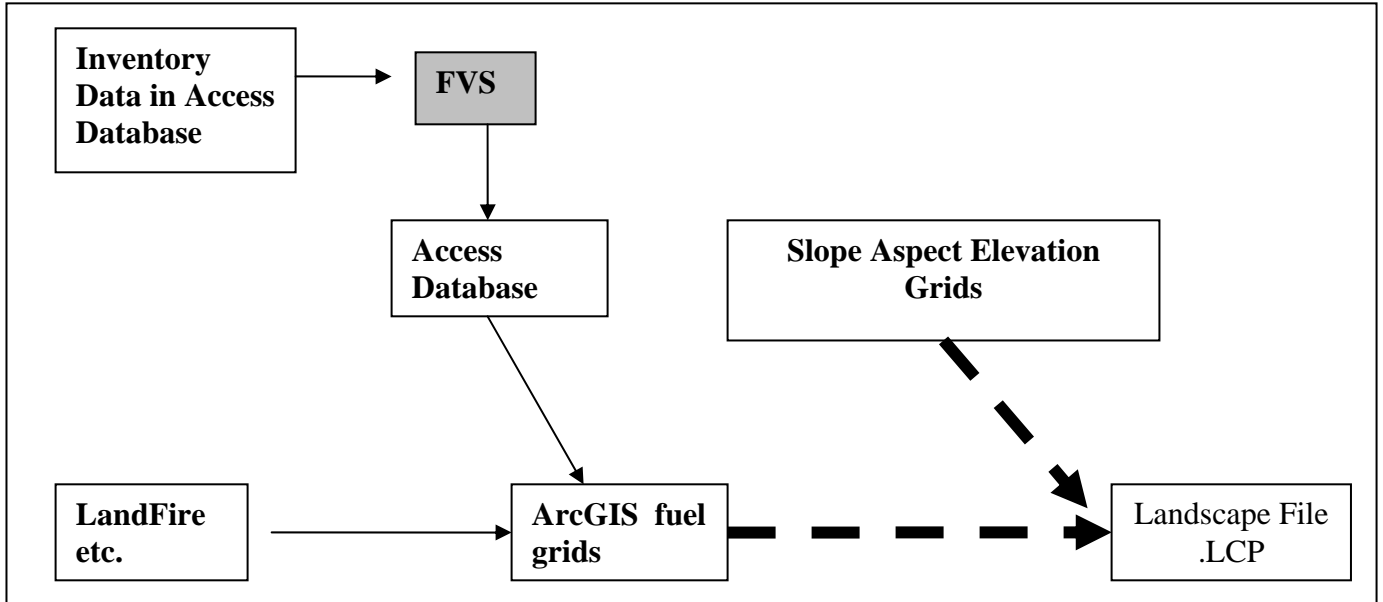 Inventory
Data in Access
Database
FVS
Access
Database
Slope Aspect Elevation
Grids
LandFire
etc.
ArcGIS fuel
grids
Landscape File
.LCP